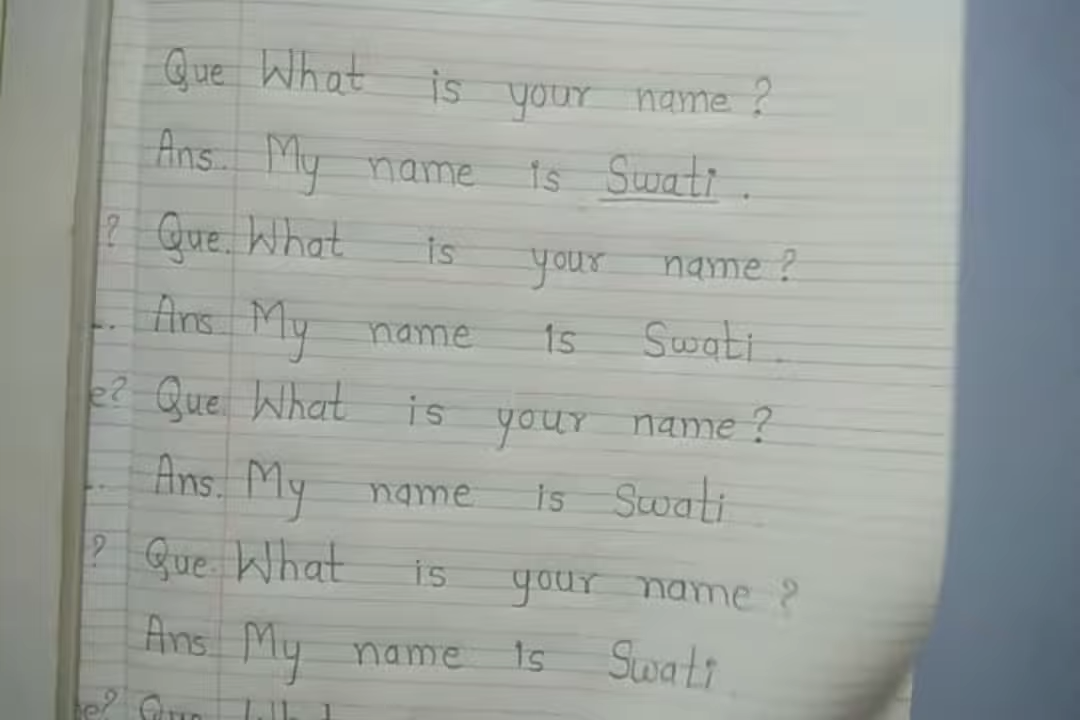 Que What is your name ?
Ans. My name is Swati .
? Que. What is your name ?
Ans. My name is Swati .
e? Que. What is your name ?
Ans. My name is Swati
? Que. What is your name ?
Ans My name is Swati
e? Que